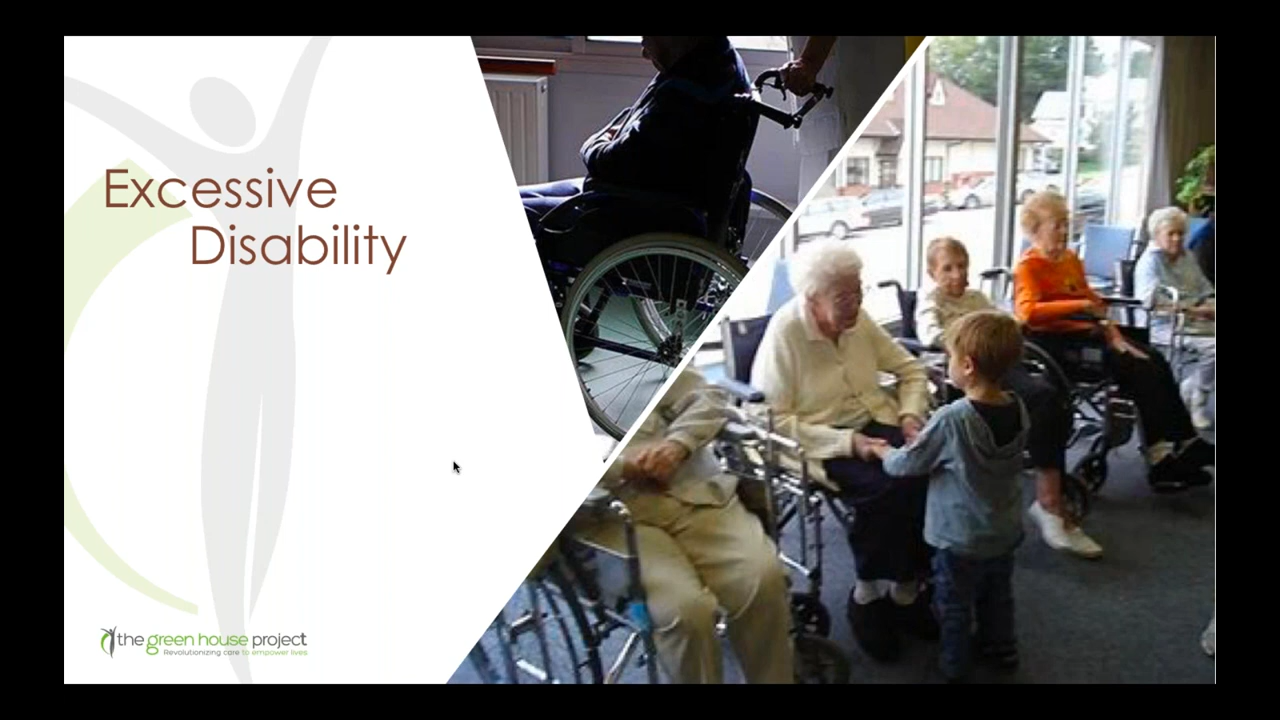 Excessive
Disability
the green house project
Revolutionizing care to empower lives